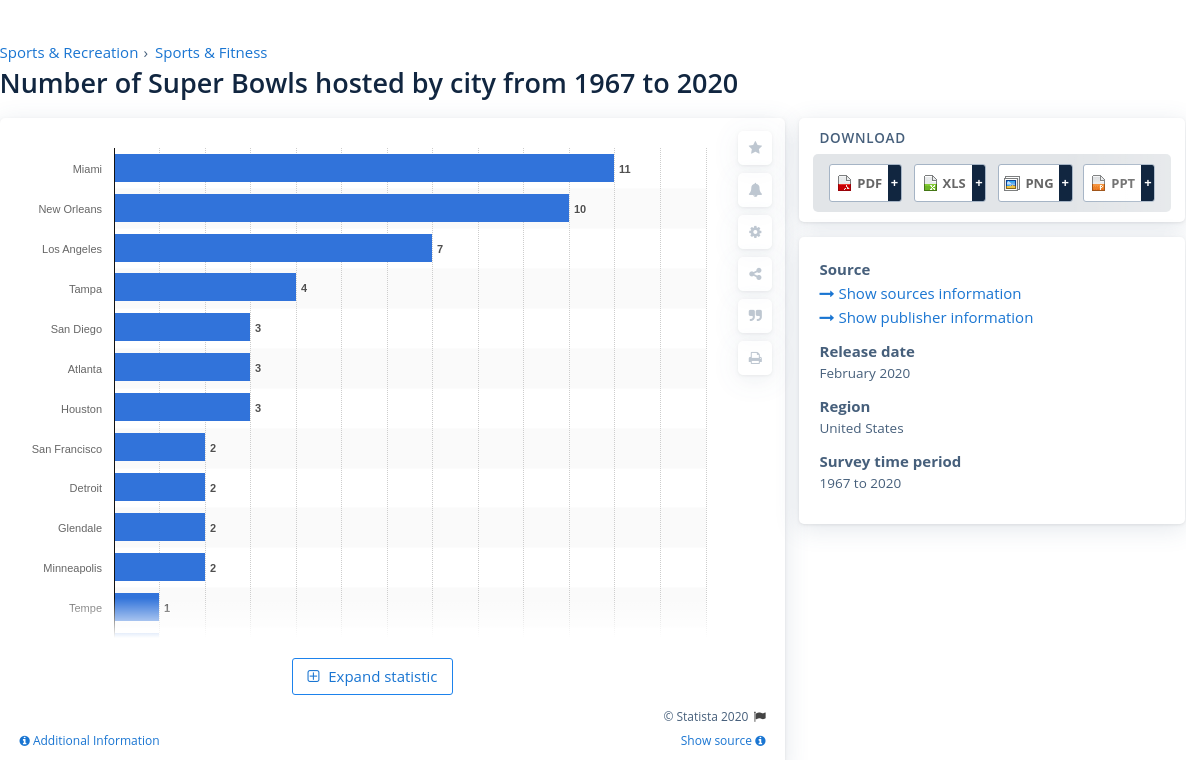 Sports & Recreation › Sports & Fitness
Number of Super Bowls hosted by city from 1967 to 2020
Miami 11
New Orleans 10
Los Angeles 7
Tampa 4
San Diego 3
Atlanta 3
Houston 3
San Francisco 2
Detroit 2
Glendale 2
Minneapolis 2
Tempe 1
Expand statistic
© Statista 2020
Additional Information
Show source
DOWNLOAD
PDF + XLS + PNG + PPT +
Source
Show sources information
Show publisher information
Release date
February 2020
Region
United States
Survey time period
1967 to 2020